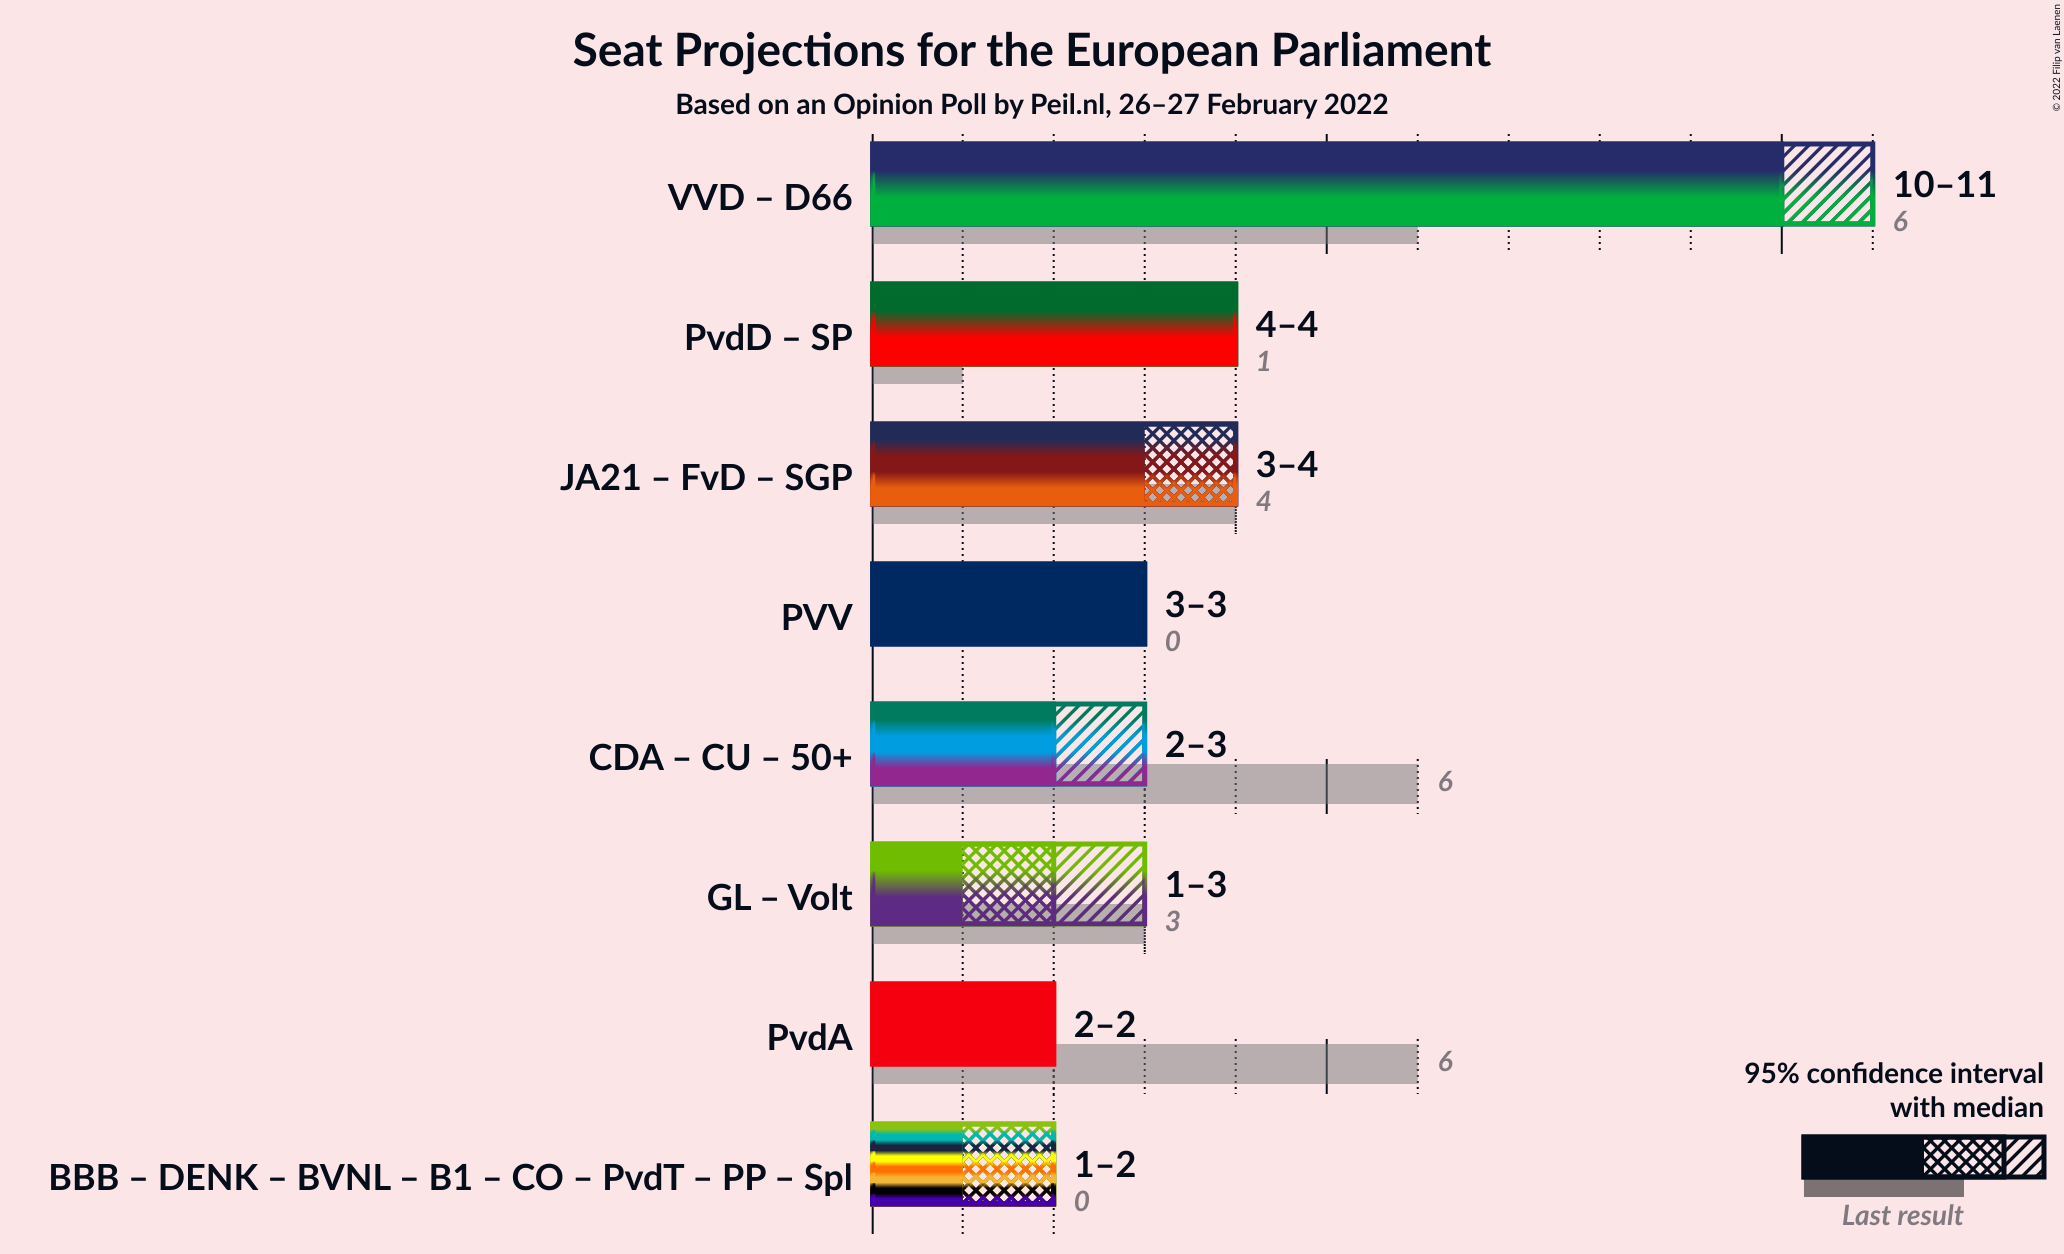 Seat Projections for the European Parliament
Based on an Opinion Poll by Peil.nl, 26–27 February 2022
© 2022 Filip van Laenen
VVD – D66
10–11
6
PvdD – SP
4–4
1
JA21 – FvD – SGP
3–4
4
PVV
3–3
0
CDA – CU – 50+
2–3
6
GL – Volt
1–3
3
PvdA
2–2
6
BBB – DENK – BVNL – B1 – CO – PvdT – PP – Spl
1–2
0
95% confidence interval
with median
Last result